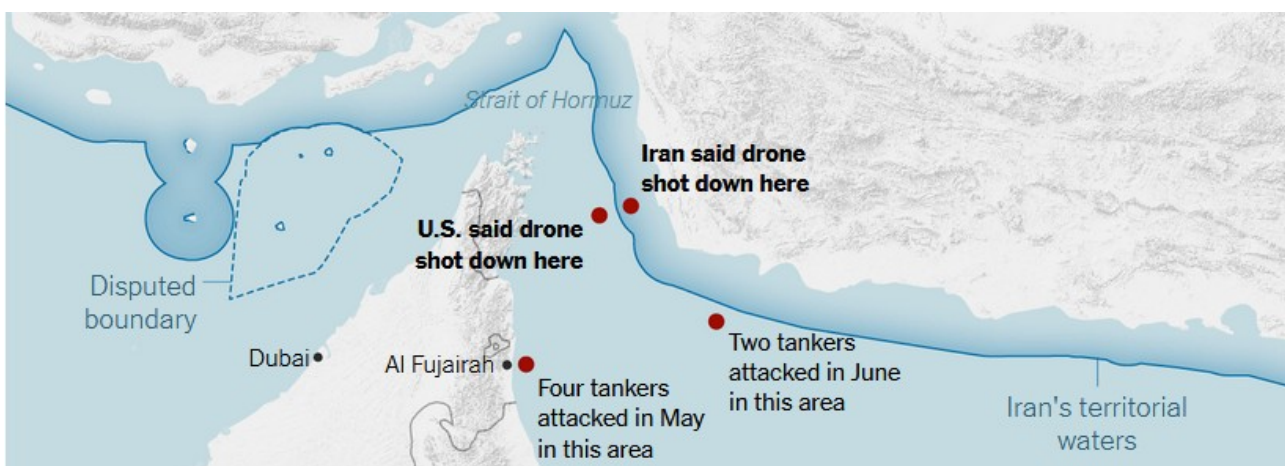 Strait of Hormuz
Iran said drone
shot down here
U.S. said drone
shot down here
Disputed
boundary
Dubai
Al Fujairah
Two tankers
attacked in June
in this area
Four tankers
attacked in May
in this area
Iran's territorial
waters